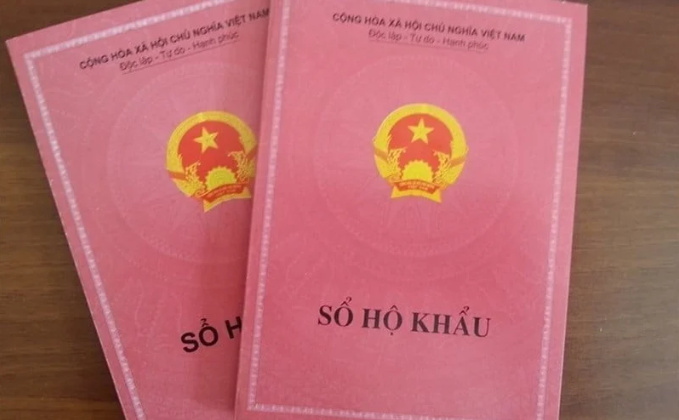 CỘNG HÒA XÃ HỘI CHỦ NGHĨA VIỆT NAM
Độc lập - Tự do - Hạnh phúc
SỔ H
CỘNG HÒA XÃ HỘI CHỦ NGHĨA VIỆT NAM
Độc lập - Tự do - Hạnh phúc
SỔ HỘ KHẨU